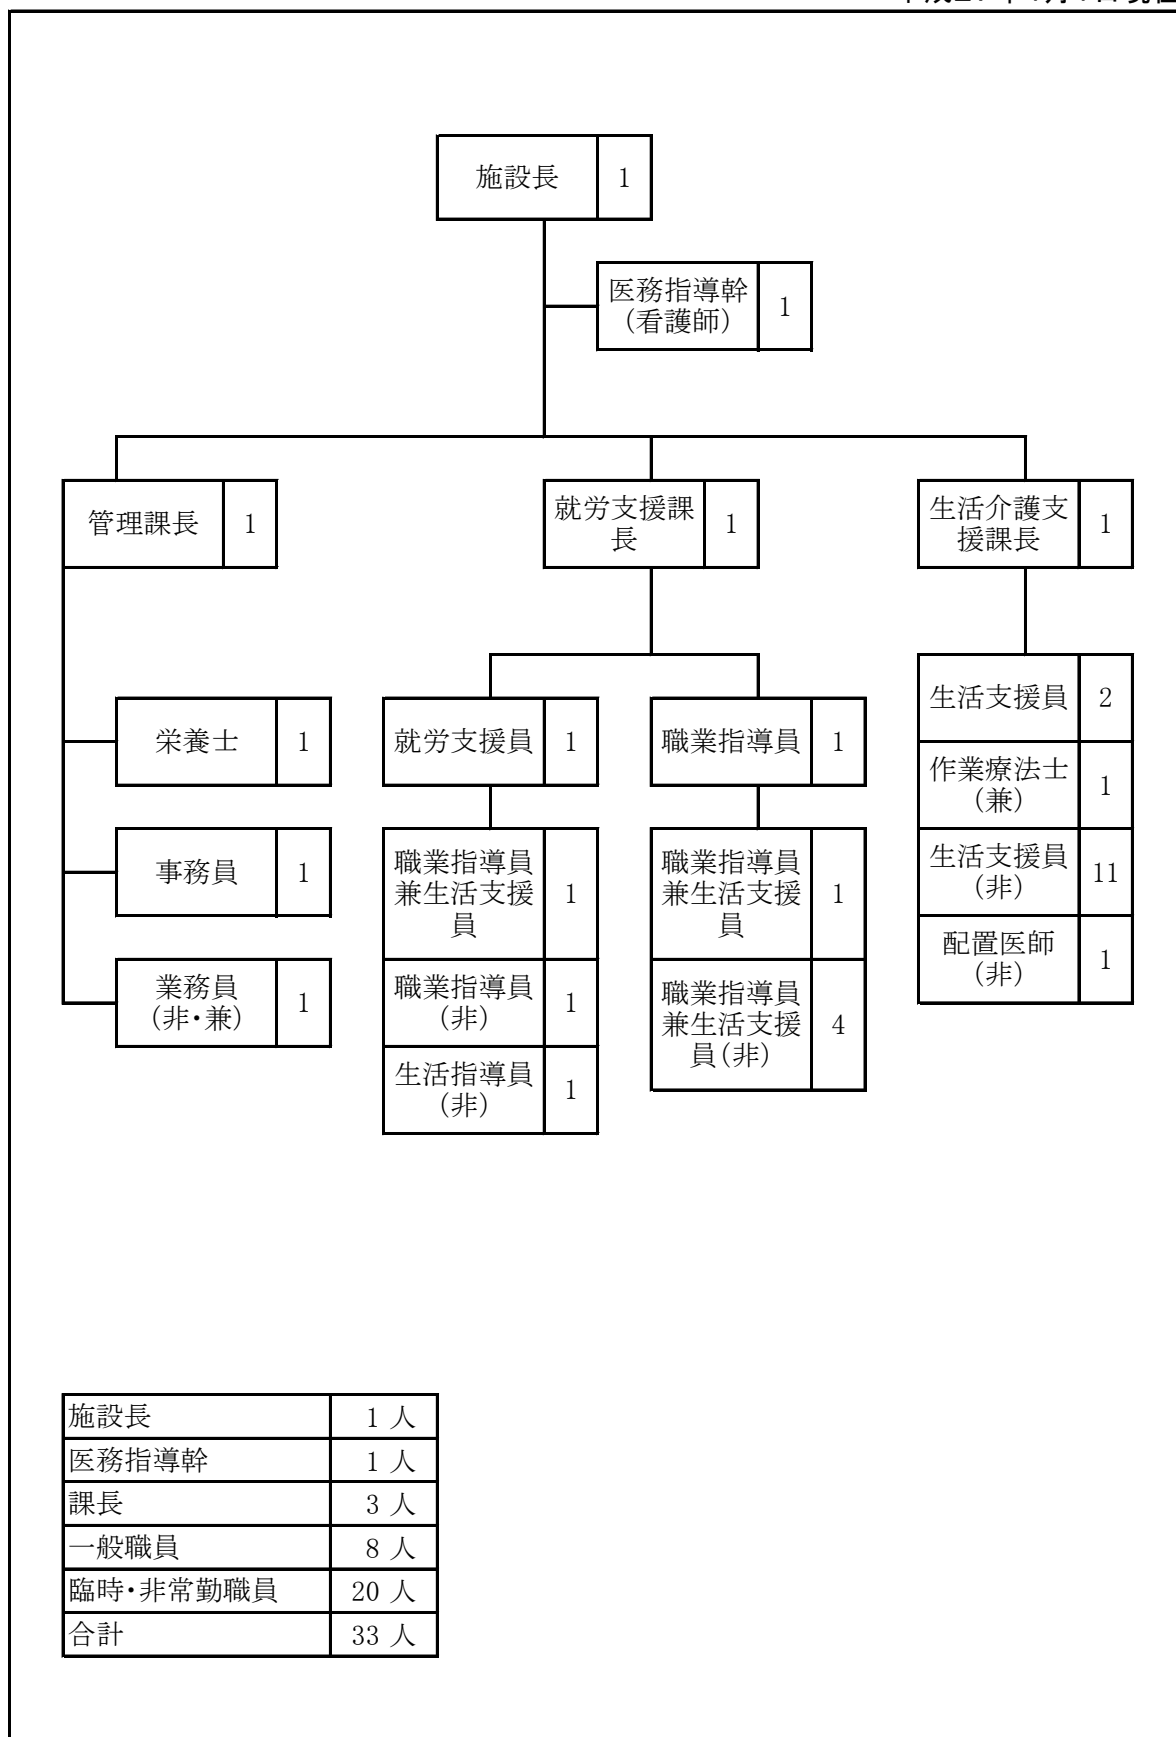 施設長 1
医務指導幹
(看護師) 1
管理課長 1
就労支援課
長 1
生活介護支
援課長 1
栄養士 1
事務員 1
業務員
(非・兼) 1
就労支援員 1
職業指導員
兼生活支援
員 1
職業指導員
(非) 1
生活指導員
(非) 1
職業指導員 1
職業指導員
兼生活支援
員 1
職業指導員
兼生活支援
員(非) 4
生活支援員 2
作業療法士
(兼) 1
生活支援員
(非) 11
配置医師
(非) 1
施設長 1 人
医務指導幹 1 人
課長 3 人
一般職員 8 人
臨時・非常勤職員 20 人
合計 33 人